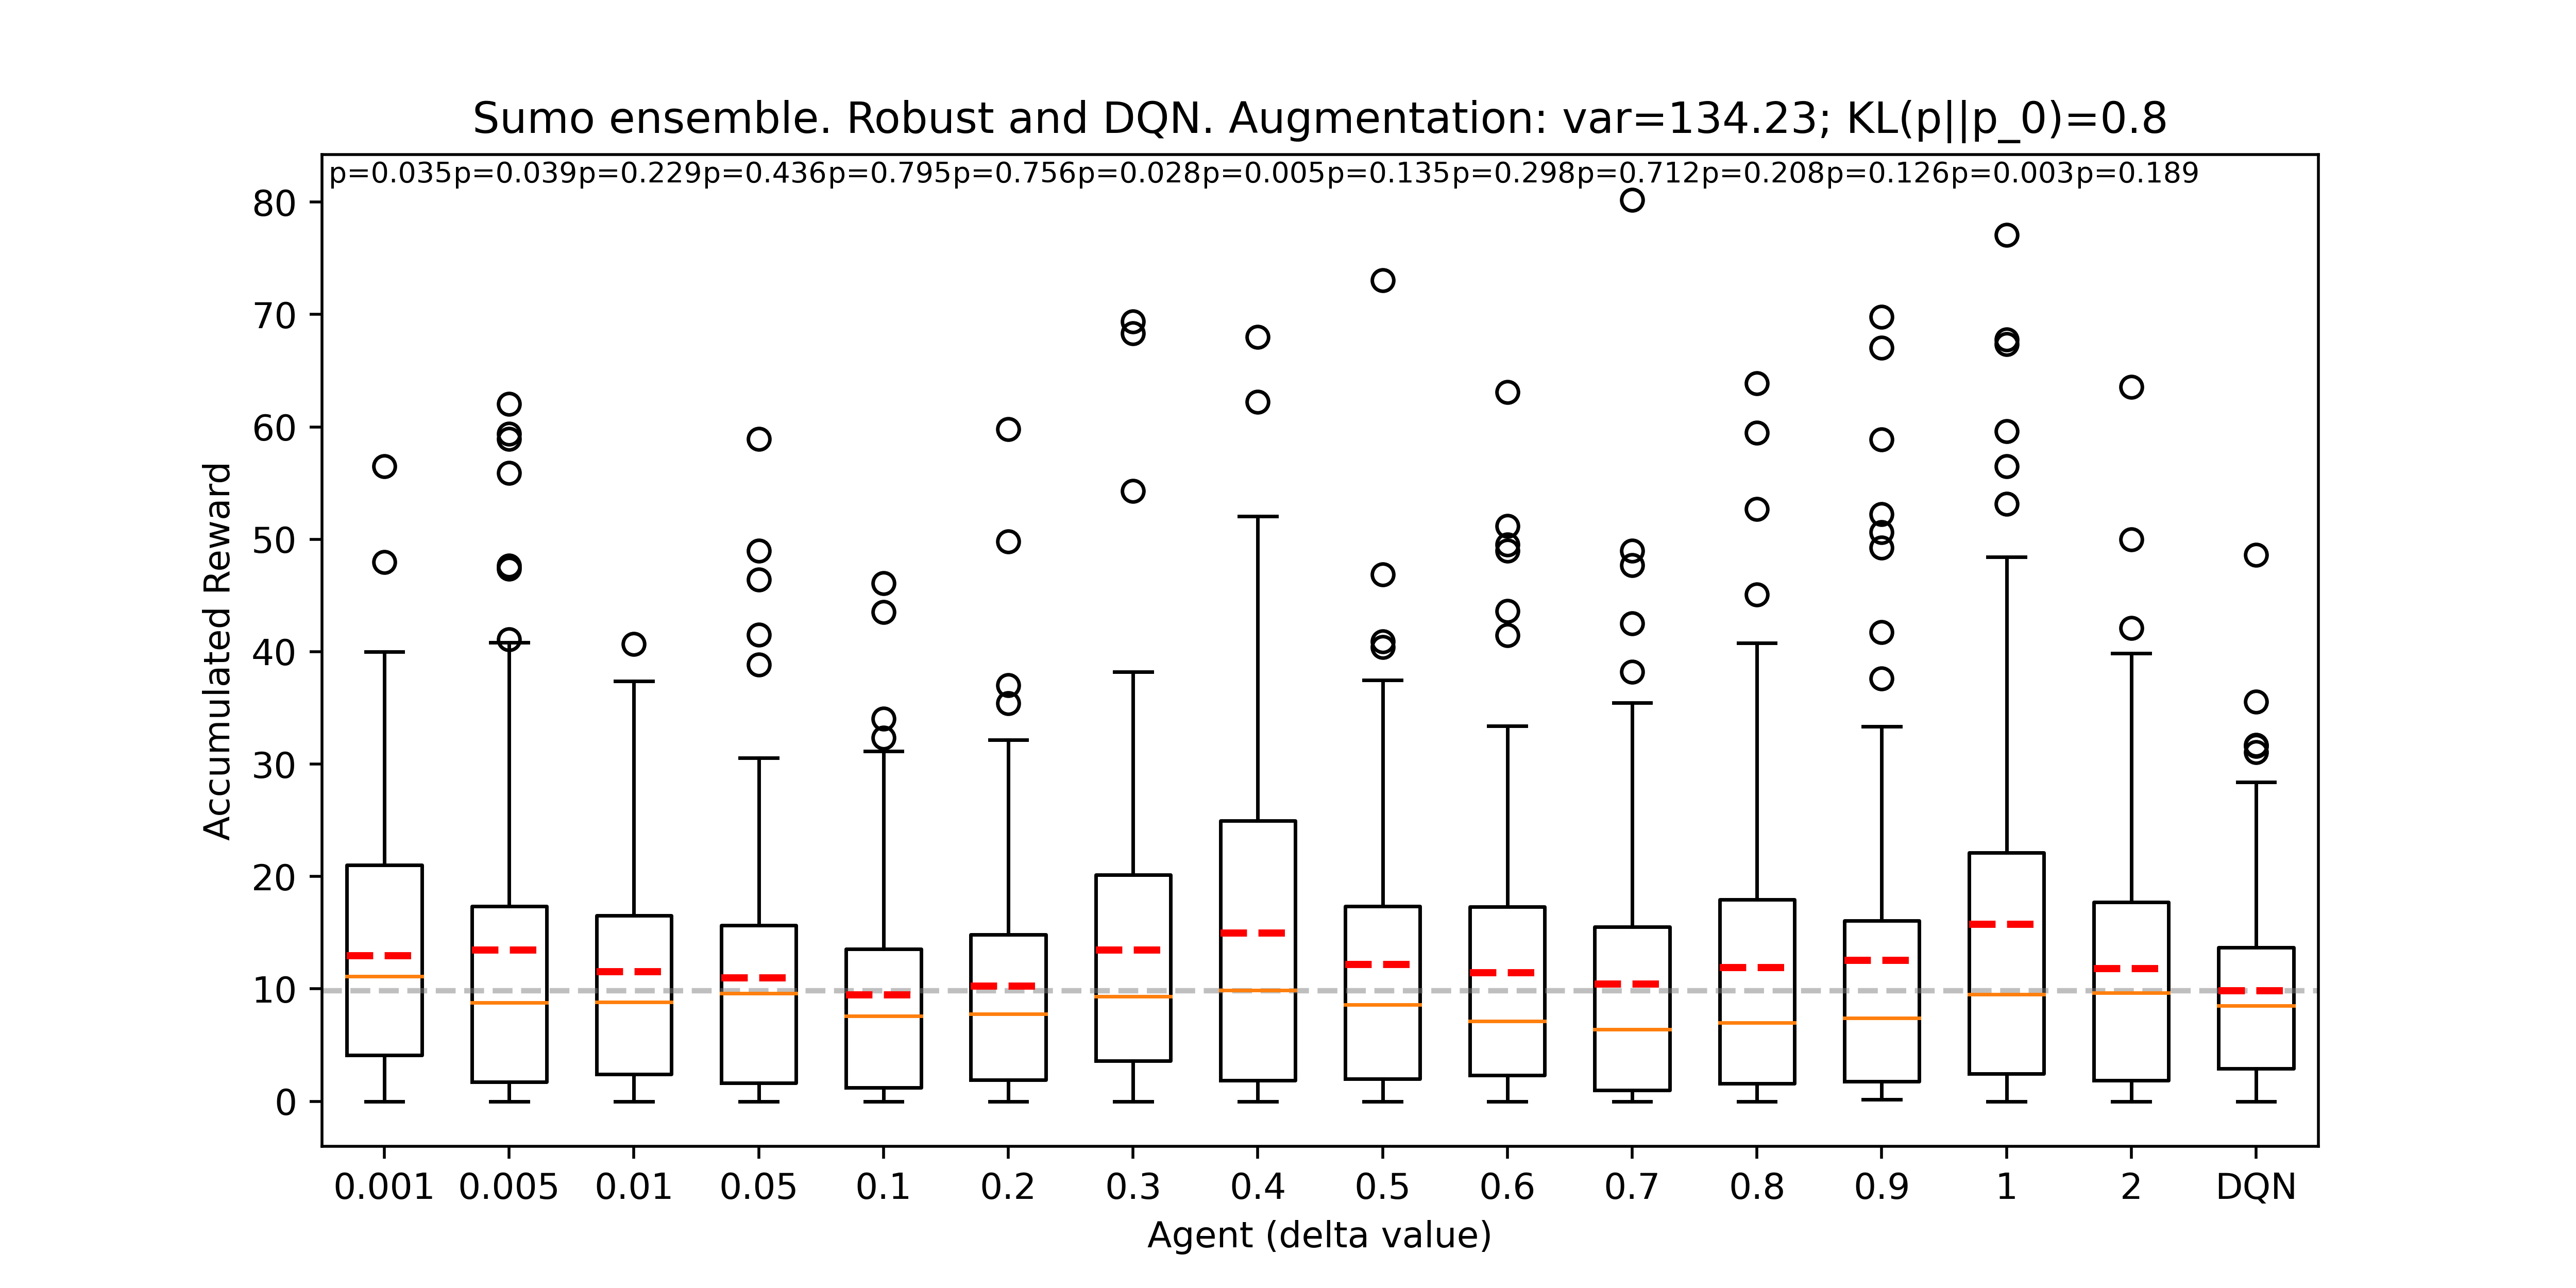 Sumo ensemble. Robust and DQN. Augmentation: var=134.23; KL(p||p_0)=0.8
p=0.035p=0.039p=0.229p=0.436p=0.795p=0.756p=0.028p=0.005p=0.135p=0.298p=0.712p=0.208p=0.126p=0.003p=0.189
80
70
60
50
40
30
20
10
0
Accumulated Reward
0.001 0.005 0.01 0.05 0.1 0.2 0.3 0.4 0.5 0.6 0.7 0.8 0.9 1 2 DQN
Agent (delta value)